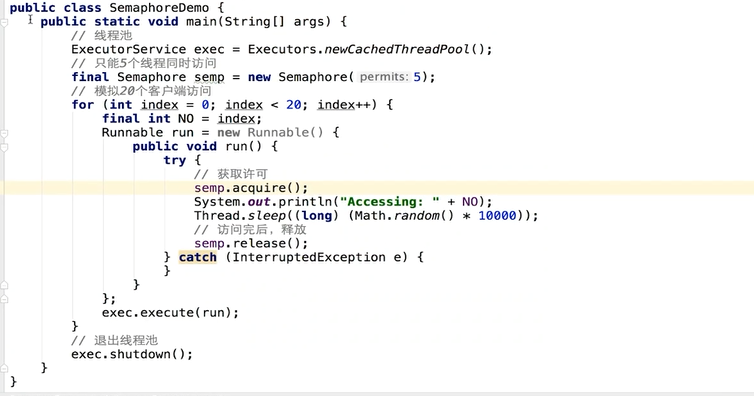 public class SemaphoreDemo {
public static void main(String[] args) {
// 线程池
ExecutorService exec = Executors.newCachedThreadPool();
// 只能5个线程同时访问
final Semaphore semp = new Semaphore( permits: 5);
// 模拟20个客户端访问
for (int index = 0; index < 20; index++) {
final int NO = index;
Runnable run = new Runnable() {
public void run() {
try {
// 获取许可
semp.acquire();
System.out.println("Accessing: " + NO);
Thread.sleep((long) (Math.random() * 10000));
// 访问完后，释放
semp.release();
} catch (InterruptedException e) {
}
}
};
exec.execute(run);
}
// 退出线程池
exec.shutdown();
}
}